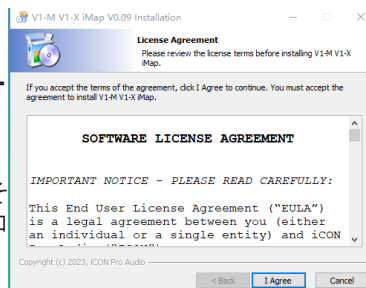 V1-M V1-X iMap V0.09 Installation
License Agreement
Please review the license terms before installing V1-M V1-X
iMap.
If you accept the terms of the agreement, click I Agree to continue. You must accept the
agreement to install V1-M V1-X iMap.
SOFTWARE LICENSE AGREEMENT
IMPORTANT NOTICE - PLEASE READ CAREFULLY:
This End User License Agreement (“EULA”)
is a legal agreement between you (either
an individual or a single entity) and iCON
Copyright (c) 2023, iCON Pro Audio
< Back I Agree Cancel